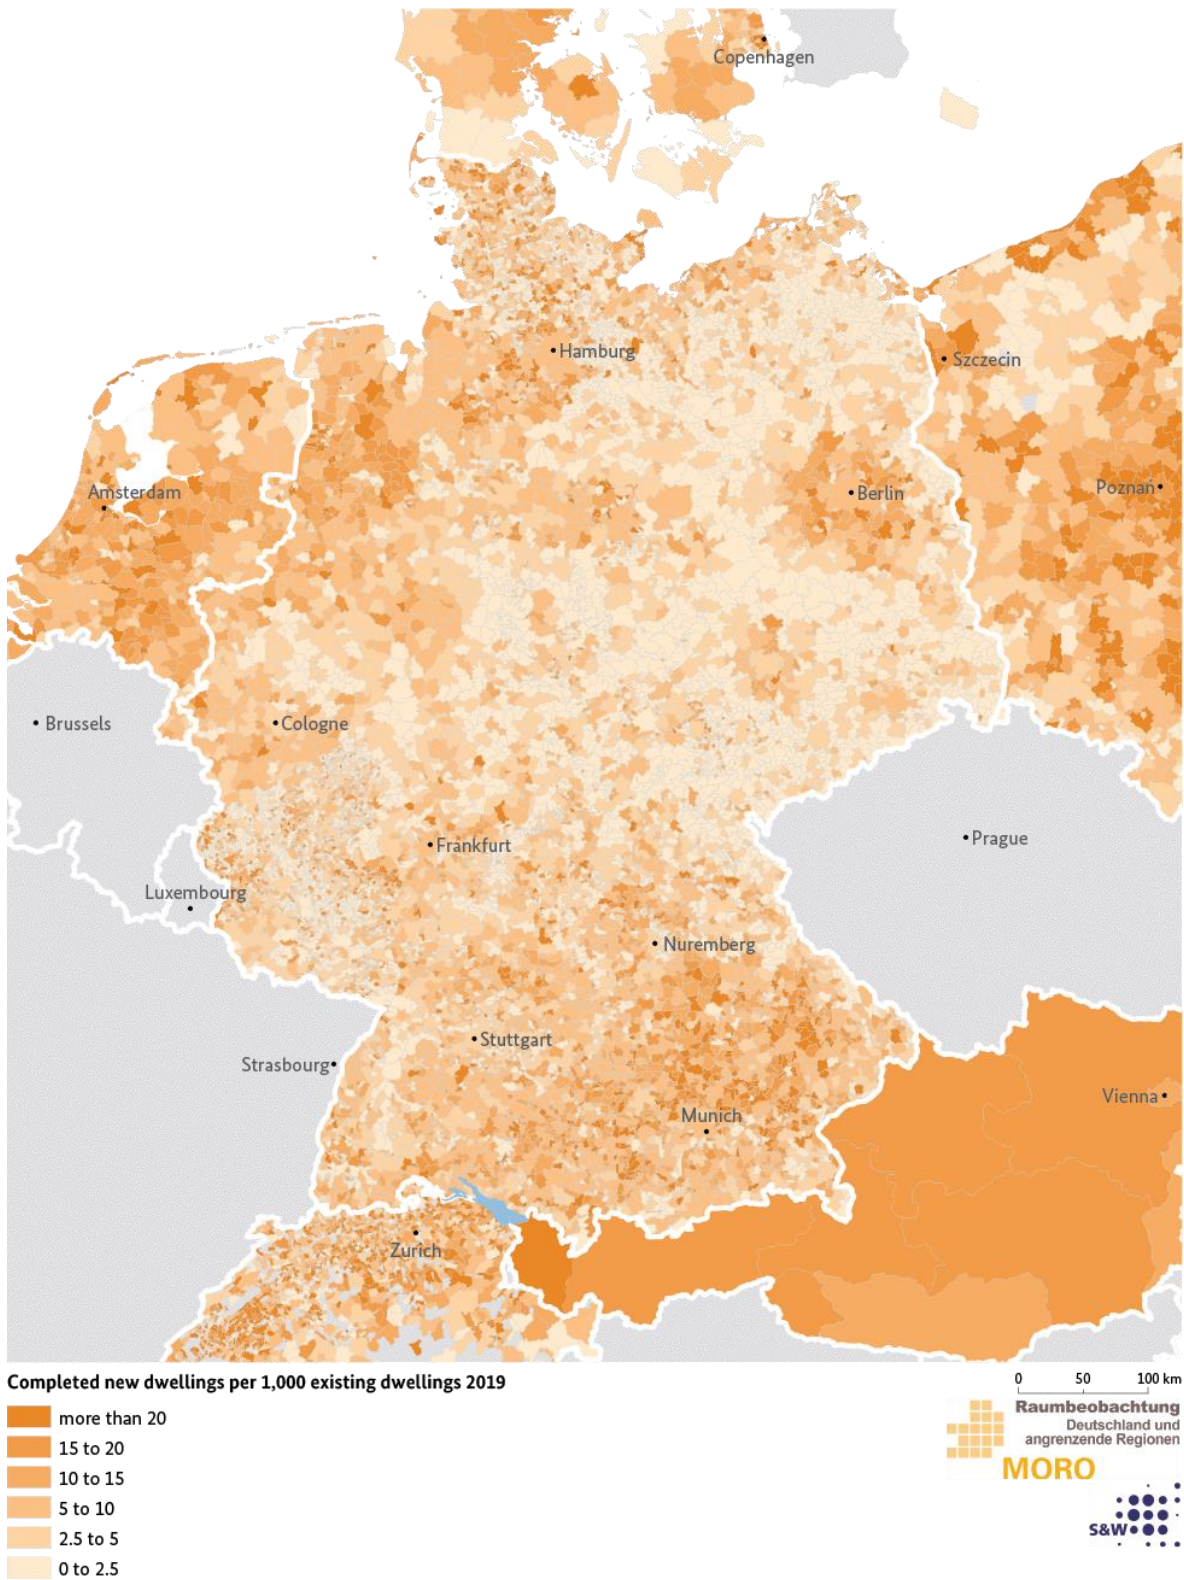 Copenhagen
Hamburg
Szczecin
Amsterdam
Berlin
Poznań
Brussels
Cologne
Prague
Frankfurt
Luxembourg
Nuremberg
Stuttgart
Strasbourg
Vienna
Munich
Zurich
Completed new dwellings per 1,000 existing dwellings 2019
0 50 100 km
more than 20
15 to 20
10 to 15
5 to 10
2.5 to 5
0 to 2.5
Raumbeobachtung
Deutschland und
angrenzende Regionen
MORO
S&W